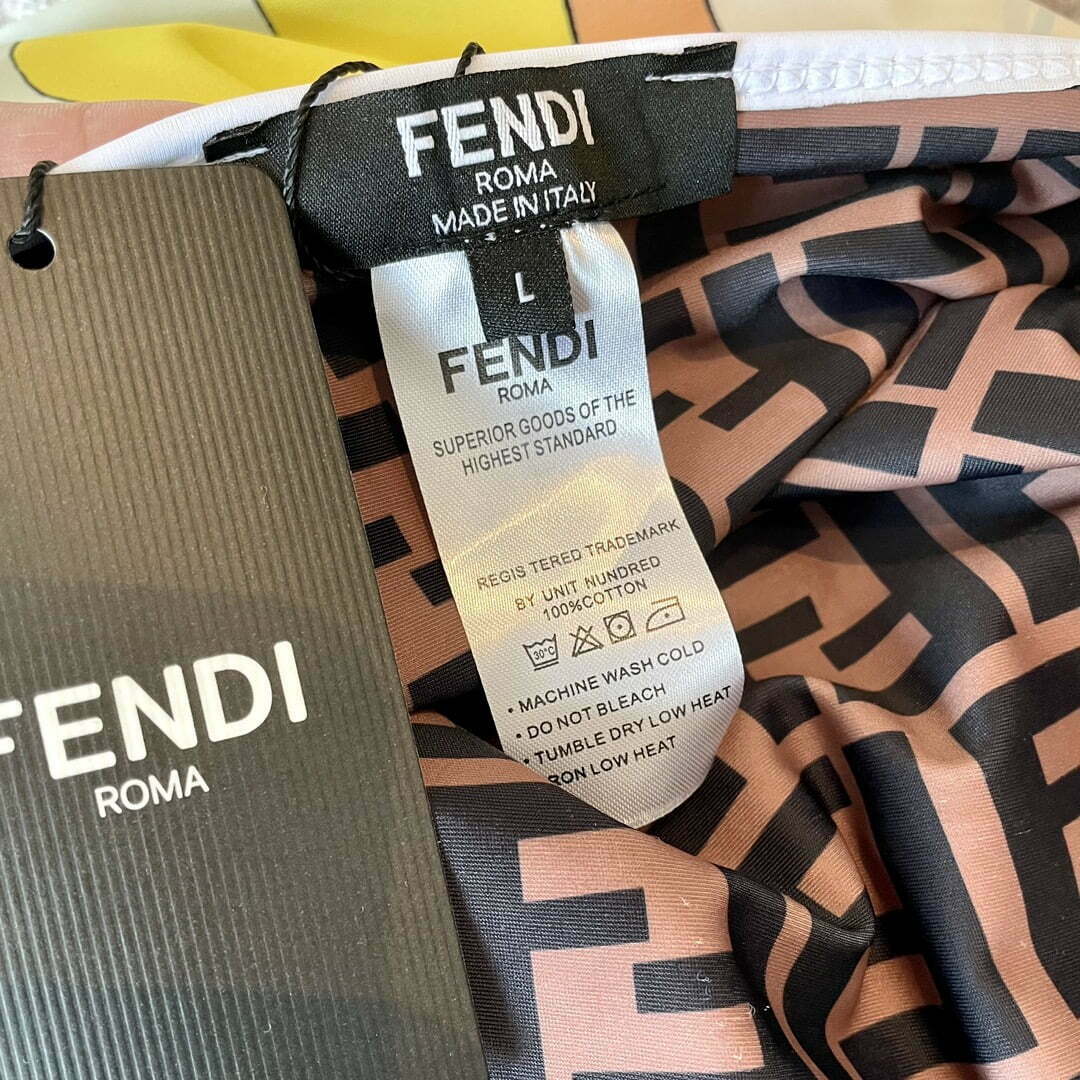 FENDI
ROMA
MADE IN ITALY
L
FENDI
ROMA
SUPERIOR GOODS OF THE
HIGHEST STANDARD
REGIS TERED TRADEMARK
BY UNIT NUNDRED
100%COTTON
30°C
• MACHINE WASH COLD
• DO NOT BLEACH
• TUMBLE DRY LOW HEAT
RON LOW HEAT
FENDI
ROMA